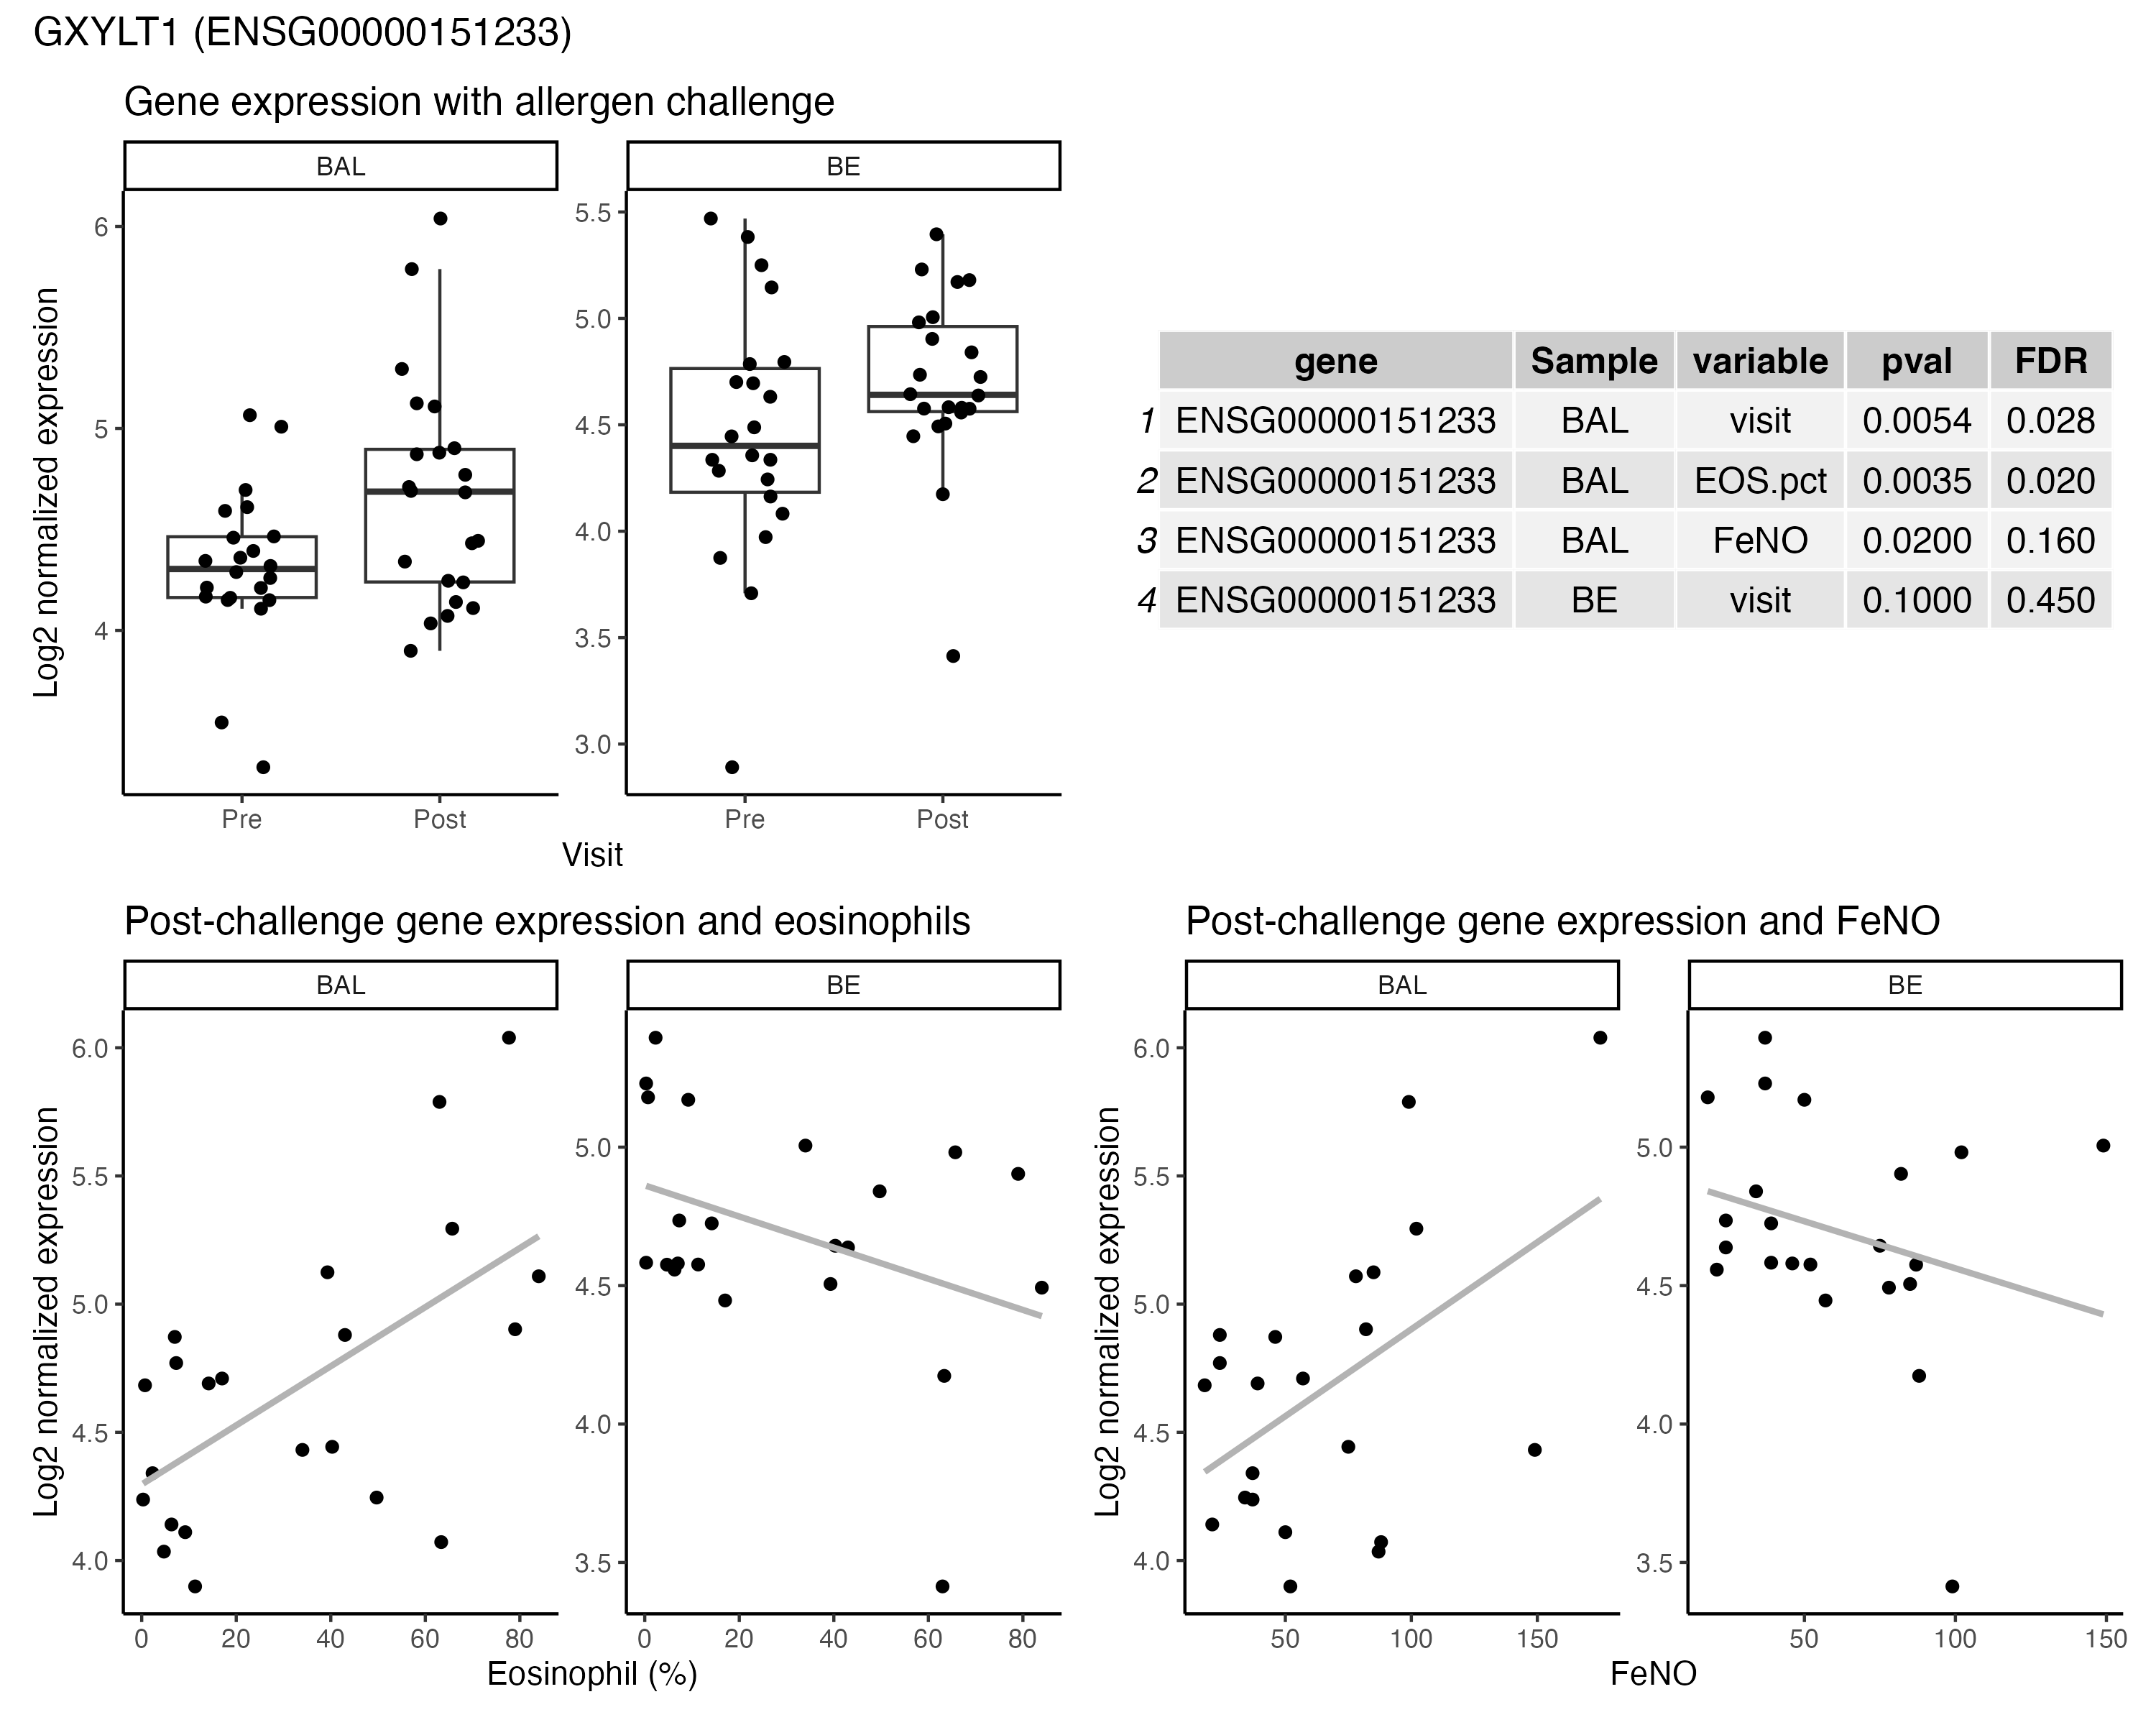 GXYLT1 (ENSG00000151233)
Gene expression with allergen challenge
BAL BE
Log2 normalized expression
6
5
4
5.5
5.0
4.5
4.0
3.5
3.0
Pre Post Pre Post
Visit
gene Sample variable pval FDR
1 ENSG00000151233 BAL visit 0.0054 0.028
2 ENSG00000151233 BAL EOS.pct 0.0035 0.020
3 ENSG00000151233 BAL FeNO 0.0200 0.160
4 ENSG00000151233 BE visit 0.1000 0.450
Post-challenge gene expression and eosinophils
BAL BE
Log2 normalized expression
6.0
5.5
5.0
4.5
4.0
5.0
4.5
4.0
3.5
0 20 40 60 80 0 20 40 60 80
Eosinophil (%)
Post-challenge gene expression and FeNO
BAL BE
Log2 normalized expression
6.0
5.5
5.0
4.5
4.0
5.0
4.5
4.0
3.5
50 100 150 50 100 150
FeNO